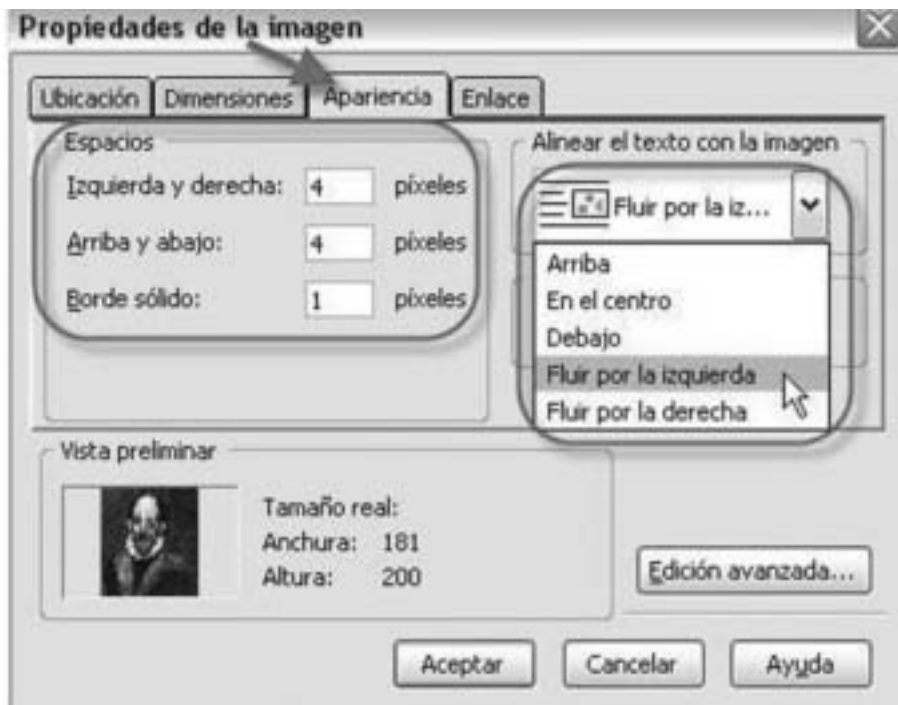 Propiedades de la imagen
Ubicación Dimensiones Apariencia Enlace
Espacios
Izquierda y derecha: 4 píxeles
Arriba y abajo: 4 píxeles
Borde sólido: 1 píxeles
Alinear el texto con la imagen
Fluir por la iz...
Arriba
En el centro
Debajo
Fluir por la izquierda
Fluir por la derecha
Vista preliminar
Tamaño real:
Anchura: 181
Altura: 200
Edición avanzada...
Aceptar Cancelar Ayuda